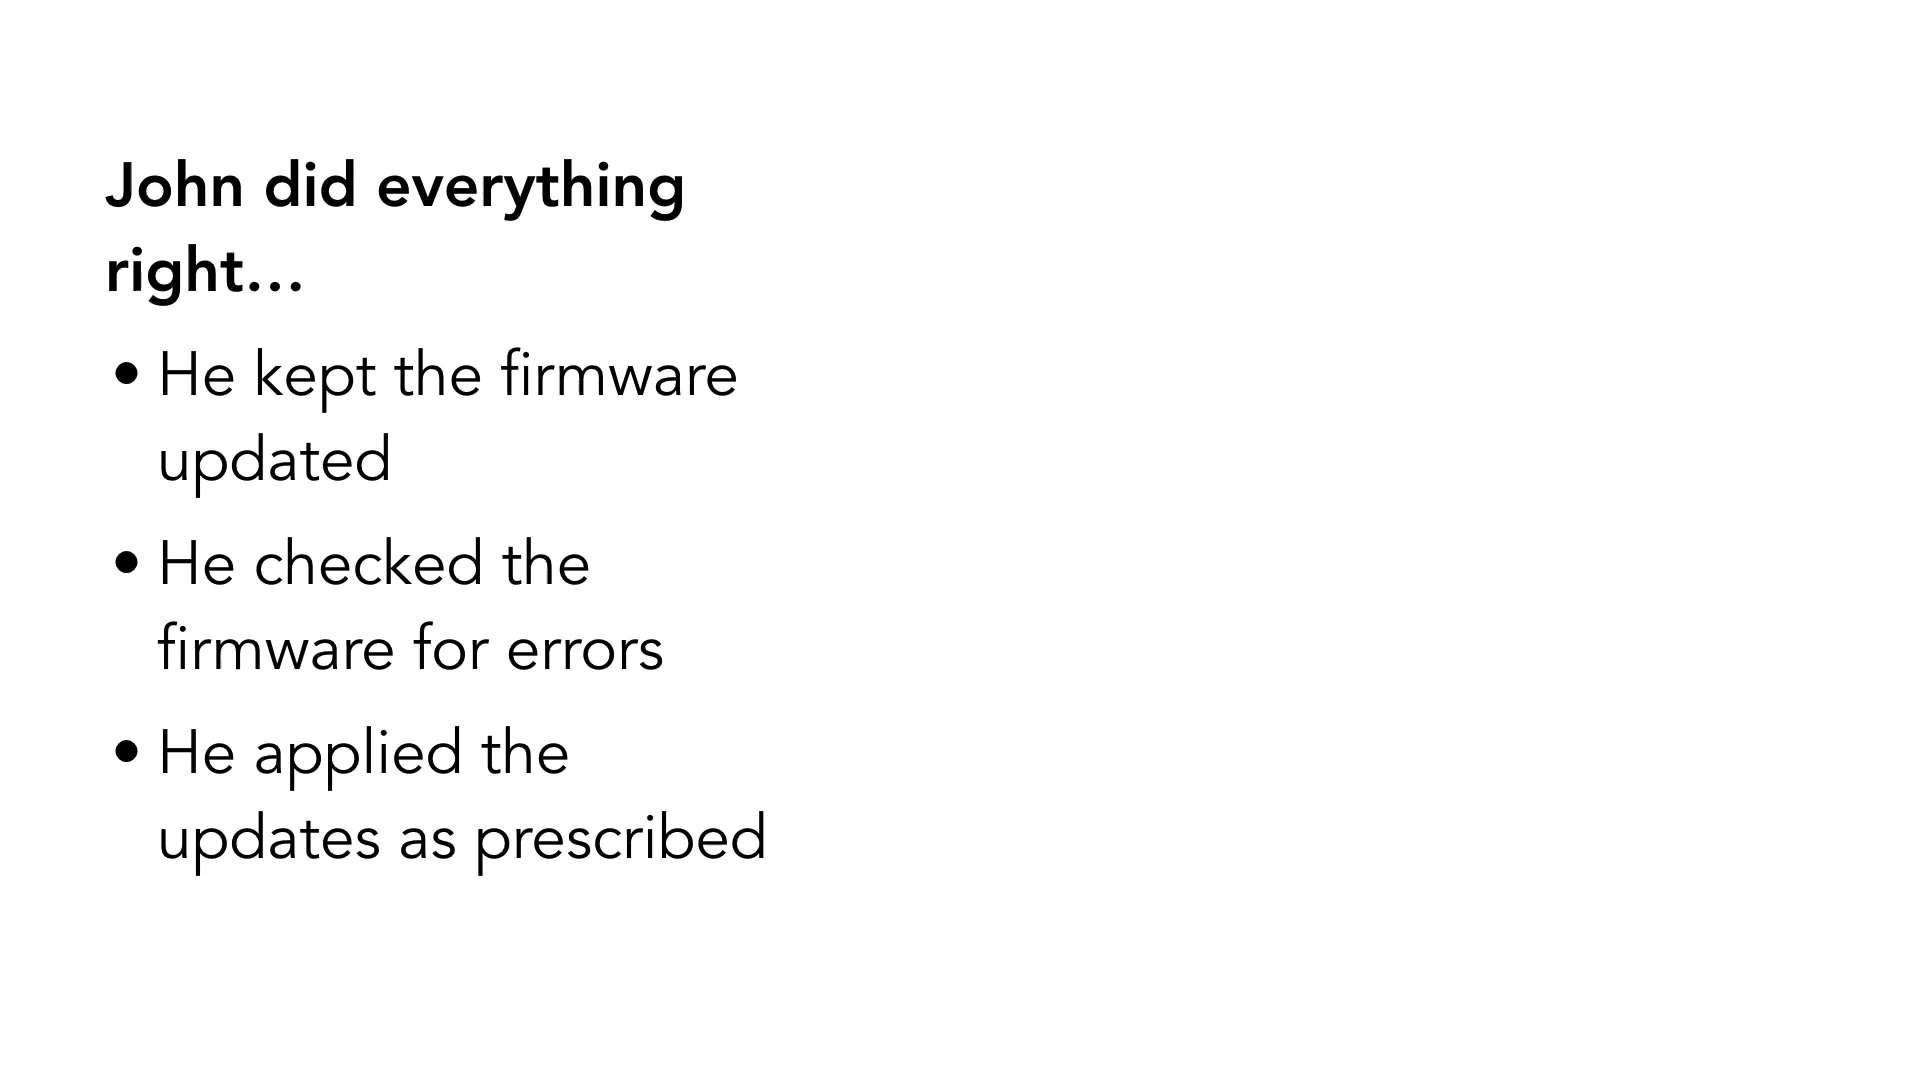 John did everything
right…
• He kept the firmware
updated
• He checked the
firmware for errors
• He applied the
updates as prescribed